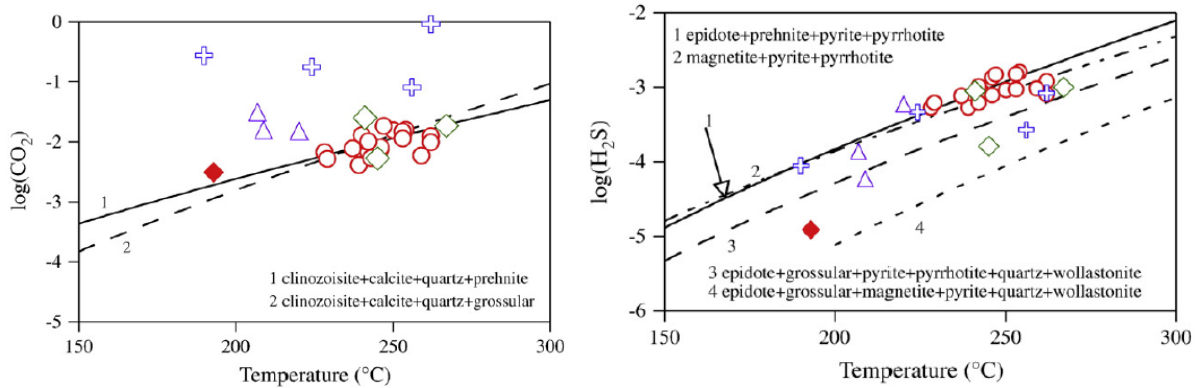 0
-1
-2
-3
-4
-5
log(CO2)
1
2
1 clinozoisite+calcite+quartz+prehnite
2 clinozoisite+calcite+quartz+grossular
150
200
250
300
Temperature (°C)
-2
-3
-4
-5
-6
log(H2S)
1 epidote+prehnite+pyrite+pyrrhotite
2 magnetite+pyrite+pyrrhotite
1
2
3
4
3 epidote+grossular+pyrite+pyrrhotite+quartz+wollastonite
4 epidote+grossular+magnetite+pyrite+quartz+wollastonite
150
200
250
300
Temperature (°C)